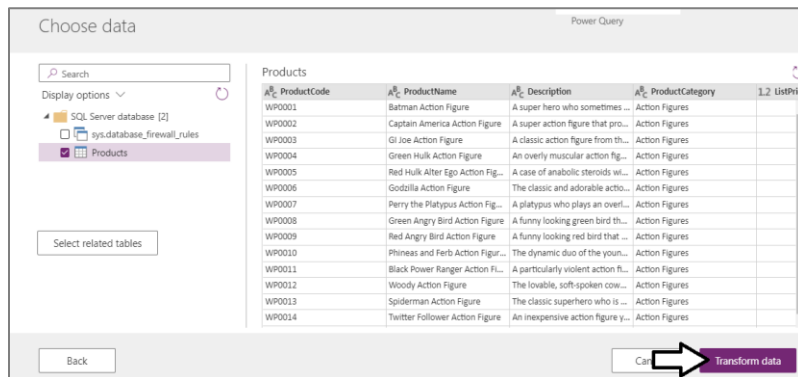 Choose data
Power Query
Search
Display options
SQL Server database [2]
sys.database_firewall_rules
Products
Select related tables
Products
ABC ProductCode ABC ProductName ABC Description ABC ProductCategory 1.2 ListPri
WP0001 Batman Action Figure A super hero who sometimes ... Action Figures
WP0002 Captain America Action Figure A super action figure that pro... Action Figures
WP0003 GI Joe Action Figure A classic action figure from th... Action Figures
WP0004 Green Hulk Action Figure An overly muscular action fig... Action Figures
WP0005 Red Hulk Alter Ego Action Fig... A case of anabolic steroids wi... Action Figures
WP0006 Godzilla Action Figure The classic and adorable actio... Action Figures
WP0007 Perry the Platypus Action Fig... A platypus who plays an overl... Action Figures
WP0008 Green Angry Bird Action Figure A funny looking green bird th... Action Figures
WP0009 Red Angry Bird Action Figure A funny looking red bird that ... Action Figures
WP0010 Phineas and Ferb Action Figur... The dynamic duo of the youn... Action Figures
WP0011 Black Power Ranger Action Fi... A particularly violent action fi... Action Figures
WP0012 Woody Action Figure The lovable, soft-spoken cow... Action Figures
WP0013 Spiderman Action Figure The classic superhero who is ... Action Figures
WP0014 Twitter Follower Action Figure An inexpensive action figure y... Action Figures
Back
Can
Transform data